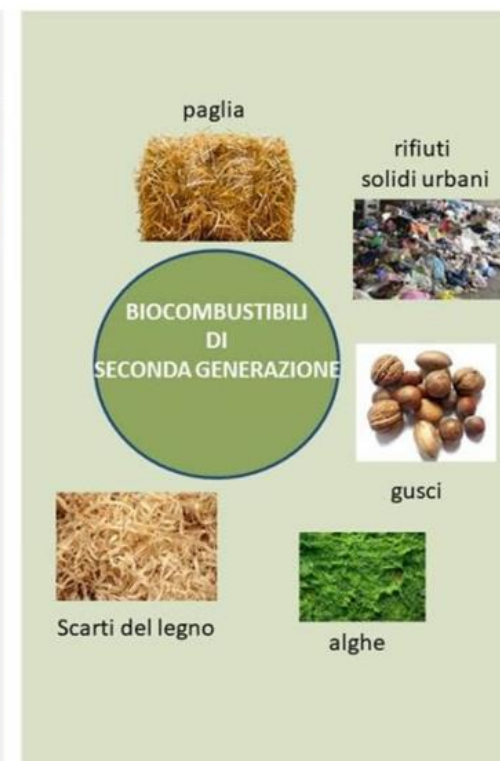 paglia
rifiuti
solidi urbani
BIOCOMBUSTIBILI
DI
SECONDA GENERAZIONE
gusci
Scarti del legno
alghe